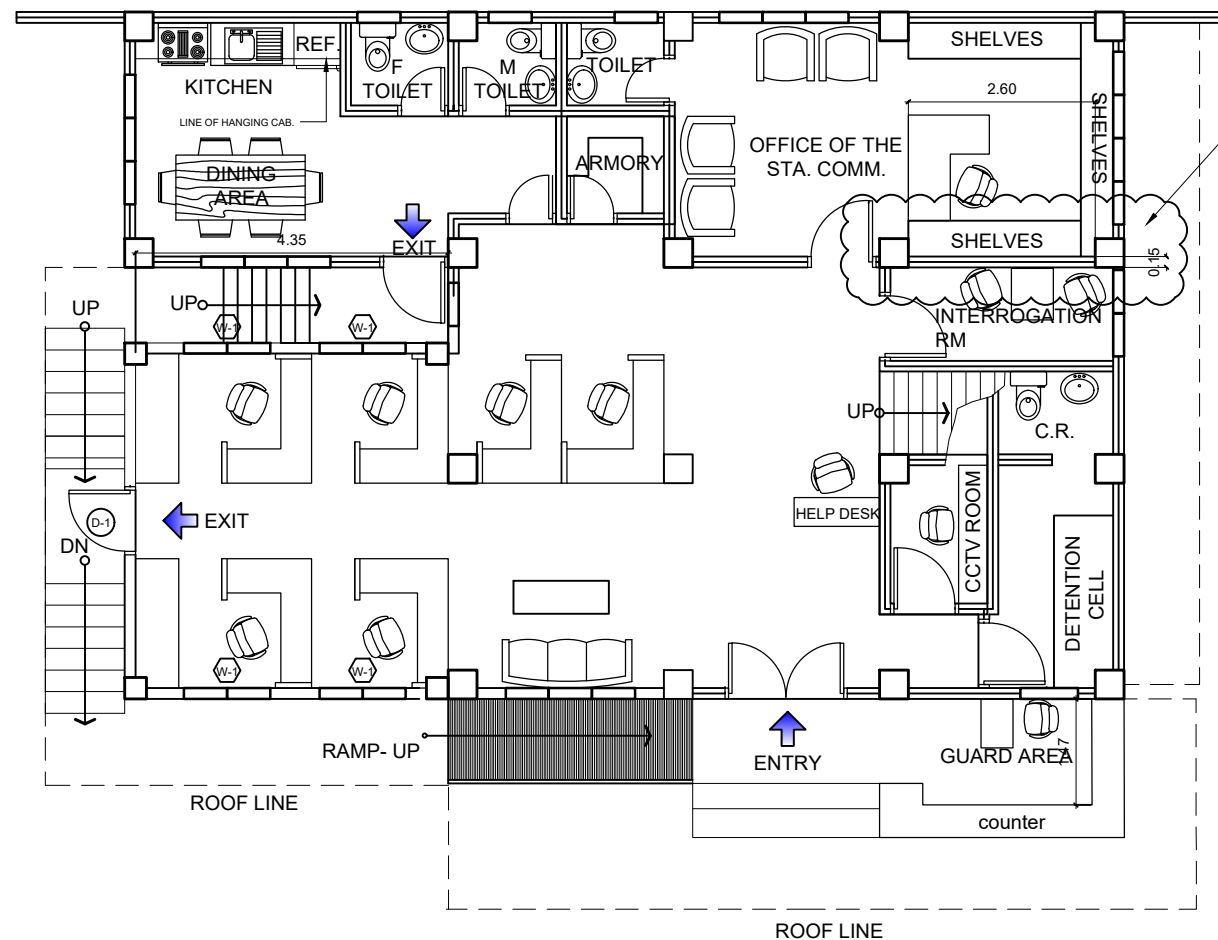 SHELVES
REF.
F
TOILET
M
TOILET
TOILET
KITCHEN
2.60
SHELVES
LINE OF HANGING CAB.
OFFICE OF THE
STA. COMM.
ARMORY
DINING
AREA
4.35
EXIT
SHELVES
0.15
UP
UP
W-1
W-1
INTERROGATION
RM
UP
C.R.
HELP DESK
CCTV ROOM
DETENTION
CELL
EXIT
D-1
DN
W-1
W-1
RAMP- UP
ENTRY
GUARD AREA
ROOF LINE
counter
ROOF LINE